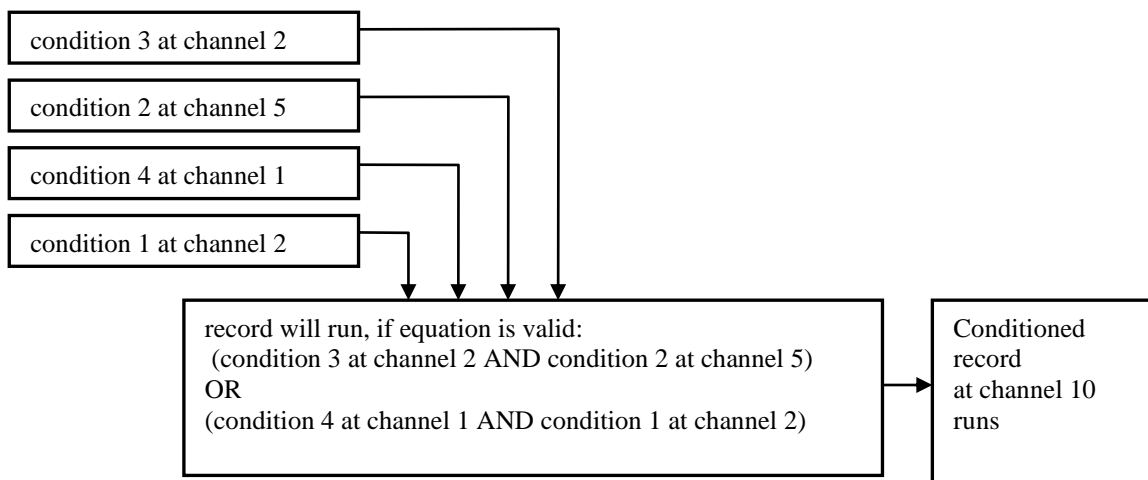 condition 3 at channel 2
condition 2 at channel 5
condition 4 at channel 1
condition 1 at channel 2
record will run, if equation is valid:
(condition 3 at channel 2 AND condition 2 at channel 5)
OR
(condition 4 at channel 1 AND condition 1 at channel 2)
Conditioned
record
at channel 10
runs